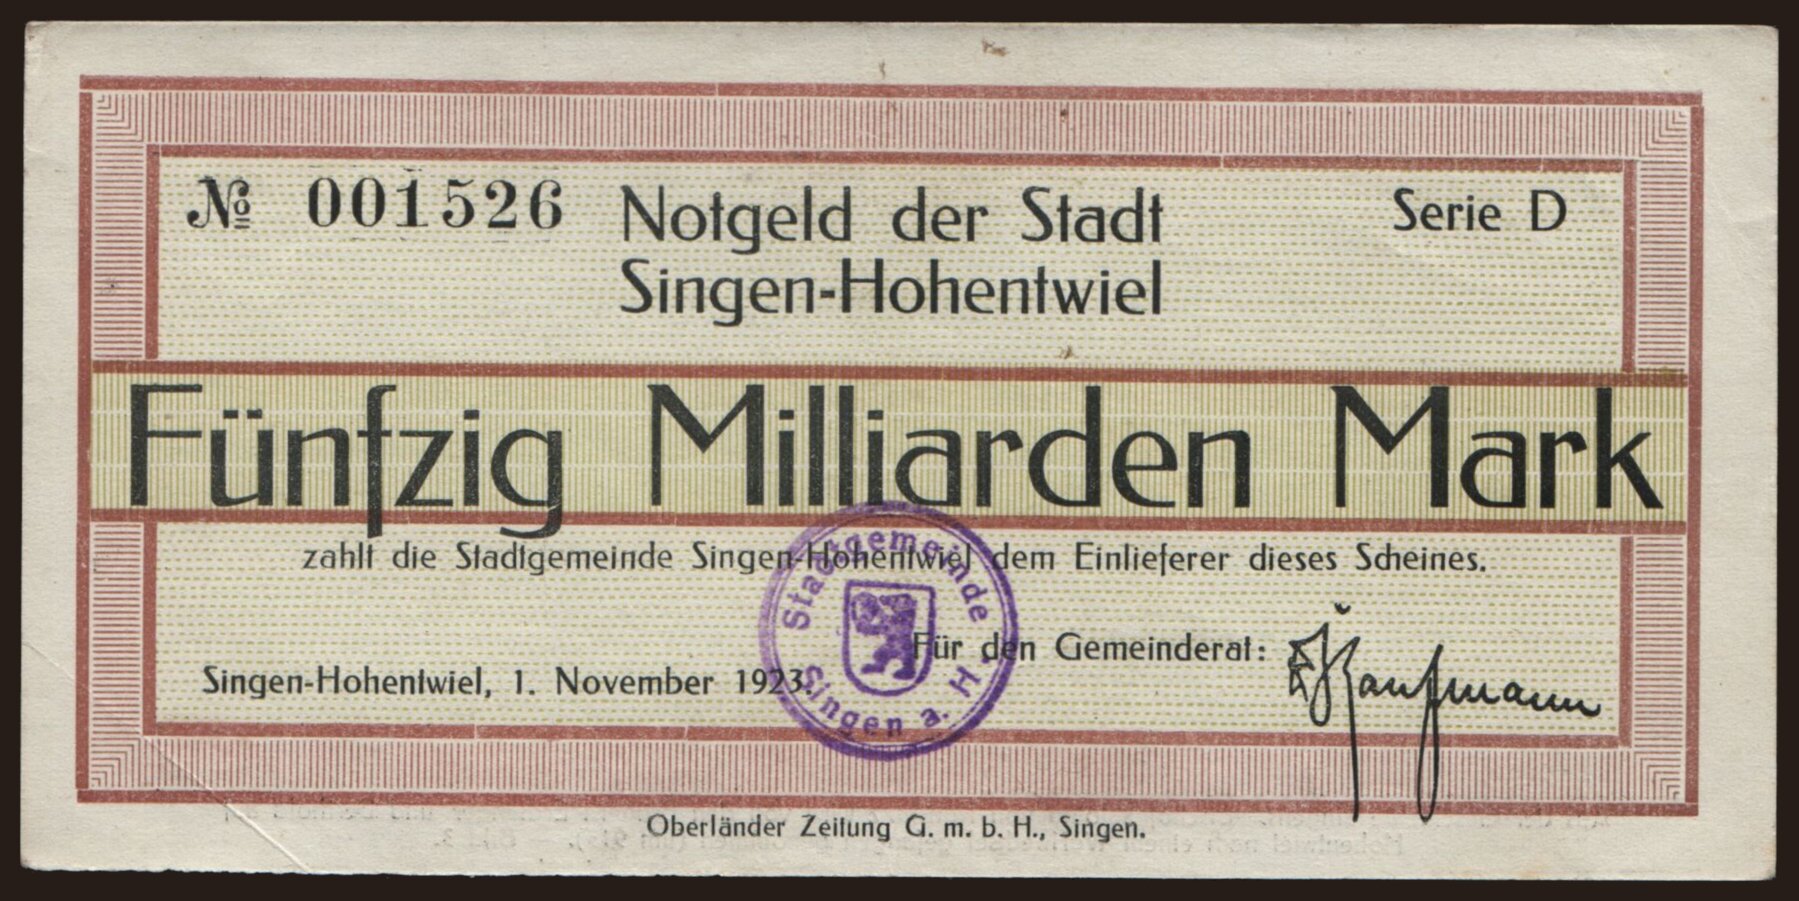 № 001526
Notgeld der Stadt
Singen-Hohentwiel
Serie D
Fünfzig Milliarden Mark
zahlt die Stadtgemeinde Singen-Hohentwiel dem Einlieferer dieses Scheines.
Stadtgemeinde
Singen a. H.
Für den Gemeinderat:
Singen-Hohentwiel, 1. November 1923.
Kaufmann
Oberländer Zeitung G. m. b. H., Singen.